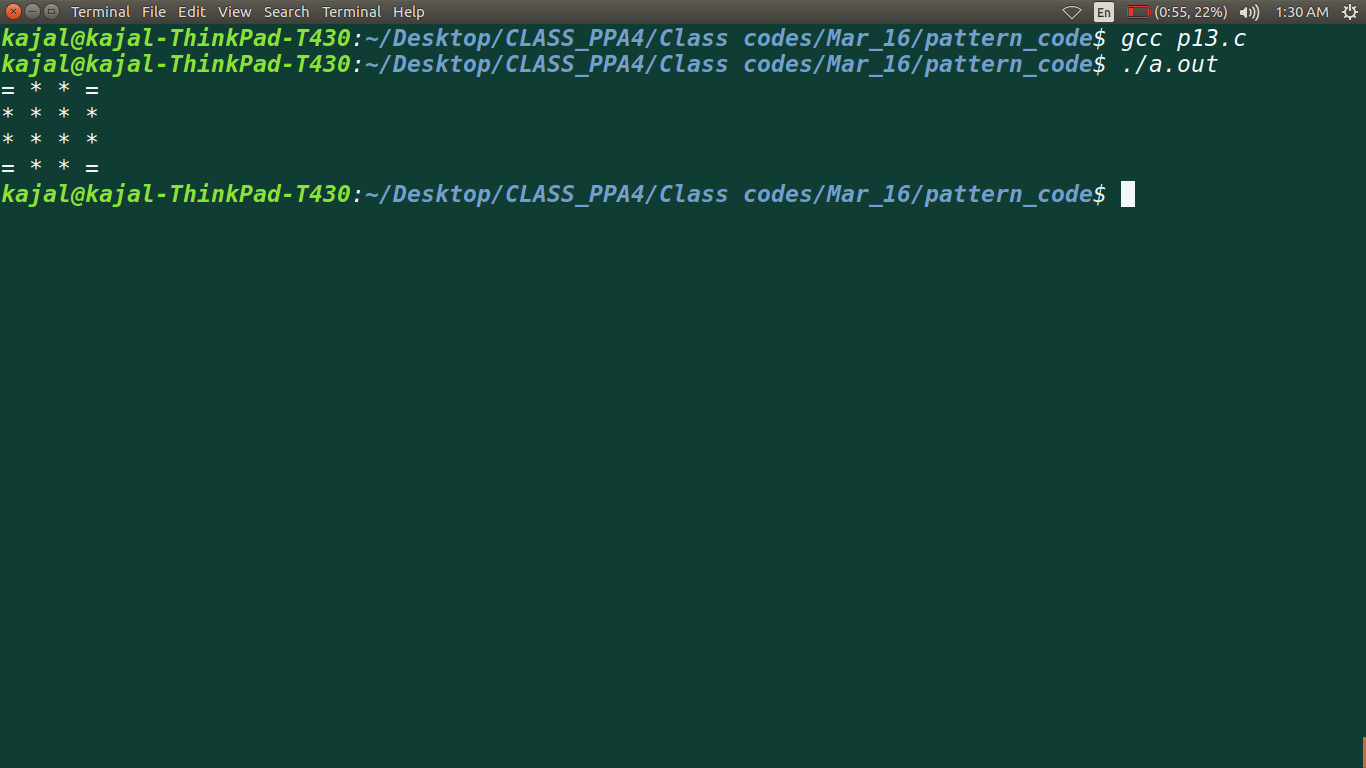 Terminal File Edit View Search Terminal Help En (0:55, 22%) 1:30 AM
kajal@kajal-ThinkPad-T430:~/Desktop/CLASS_PPA4/Class codes/Mar_16/pattern_code$ gcc p13.c
kajal@kajal-ThinkPad-T430:~/Desktop/CLASS_PPA4/Class codes/Mar_16/pattern_code$ ./a.out
= * * =
* * * *
* * * *
= * * =
kajal@kajal-ThinkPad-T430:~/Desktop/CLASS_PPA4/Class codes/Mar_16/pattern_code$